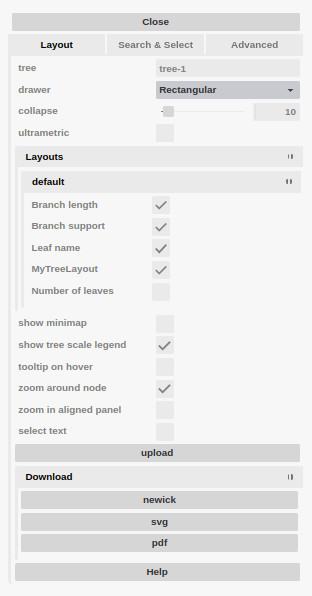 Close
Layout Search & Select Advanced
tree tree-1
drawer Rectangular
collapse 10
ultrametric
Layouts
default
Branch length
Branch support
Leaf name
MyTreeLayout
Number of leaves
show minimap
show tree scale legend
tooltip on hover
zoom around node
zoom in aligned panel
select text
upload
Download
newick
svg
pdf
Help